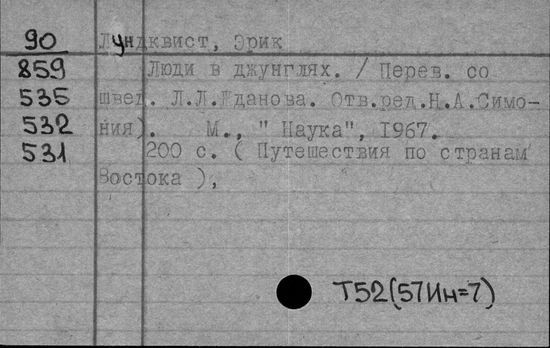 90 Лундквист, Эрик
859 Люди в джунглях. / Перев. со
535 швед. Л.Л.Жданова. Отв.ред.Н.А.Симо-
532 ния). М., " Наука", 1967.
531 200 с. ( Путешествия по странам
Востока ),
Т52(57Ин=7)